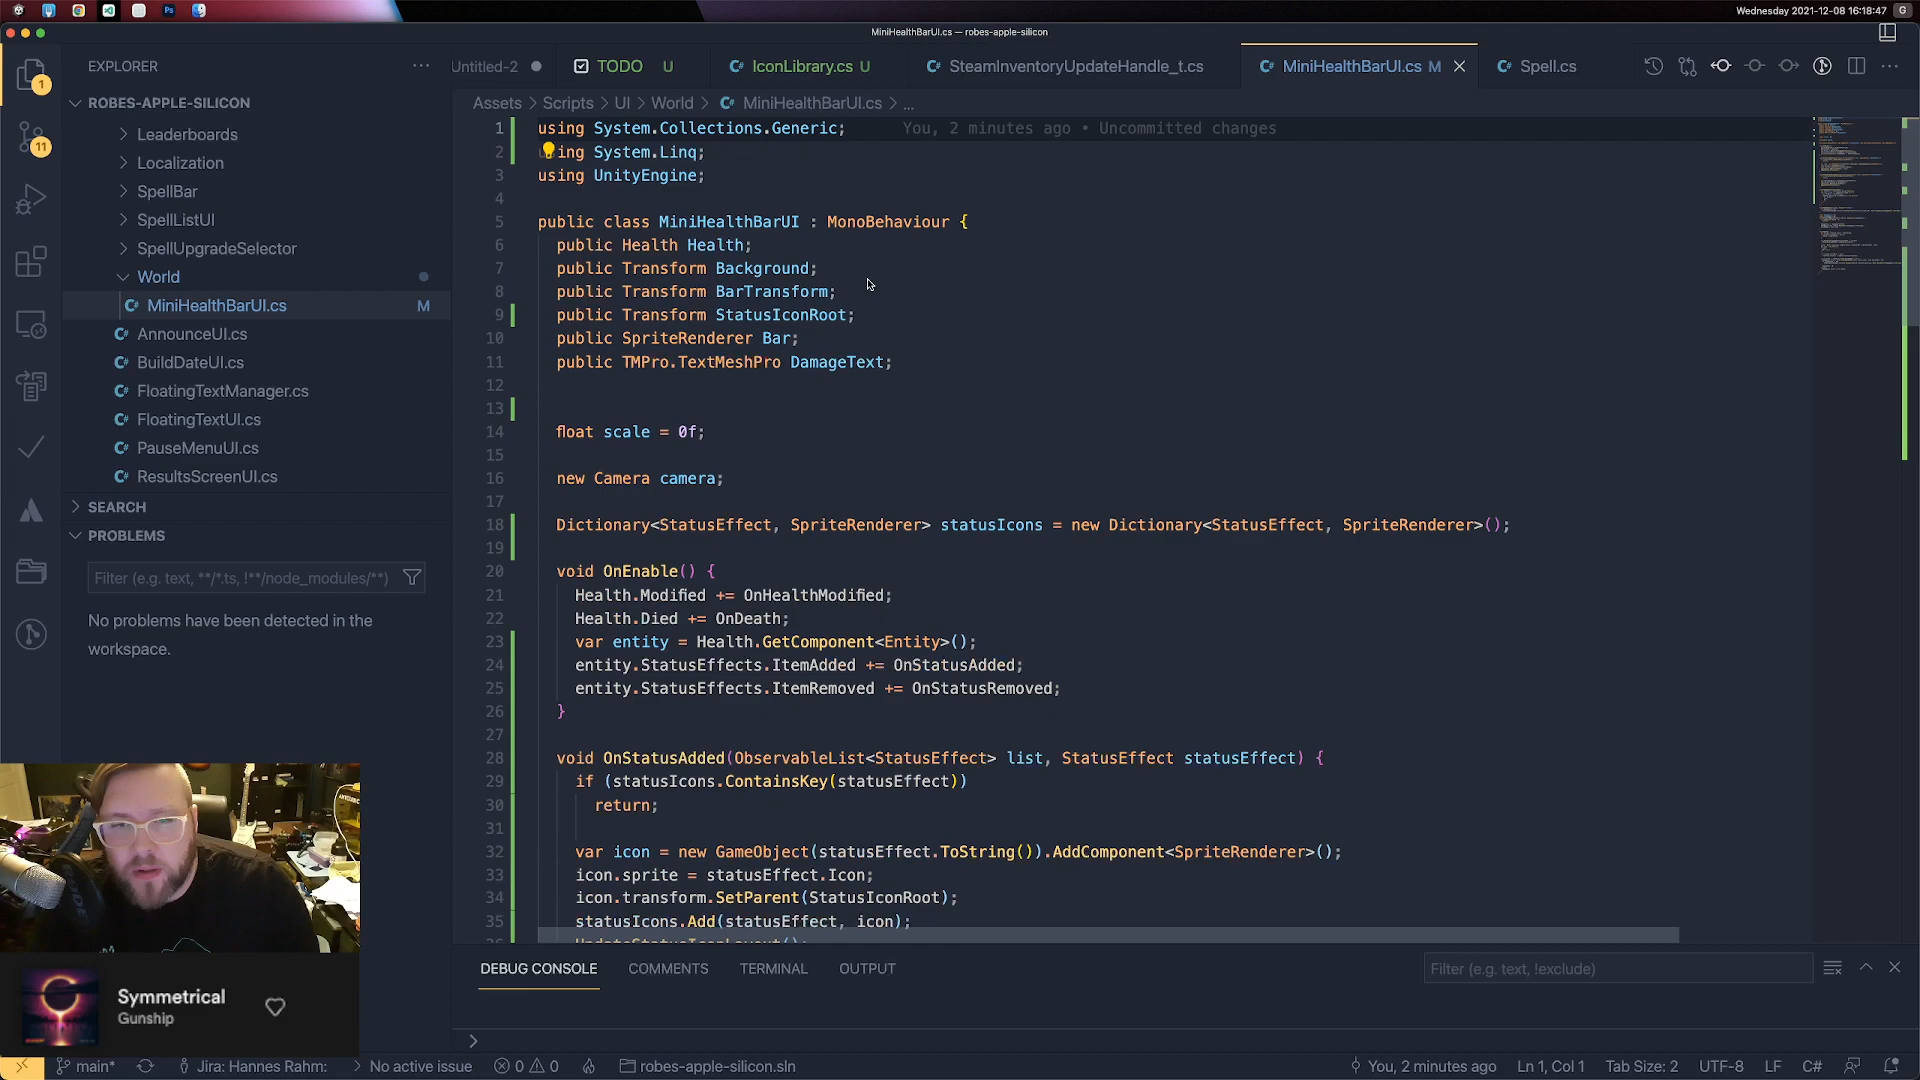 Wednesday 2021-12-08 16:18:47 G
MiniHealthBarUI.cs — robes-apple-silicon
EXPLORER
Untitled-2
TODO U
IconLibrary.cs U
SteamInventoryUpdateHandle_t.cs
MiniHealthBarUI.cs M
Spell.cs
1
11
Assets > Scripts > UI > World > MiniHealthBarUI.cs > ...
ROBES-APPLE-SILICON
Leaderboards
Localization
SpellBar
SpellListUI
SpellUpgradeSelector
World
MiniHealthBarUI.cs M
AnnounceUI.cs
BuildDateUI.cs
FloatingTextManager.cs
FloatingTextUI.cs
PauseMenuUI.cs
ResultsScreenUI.cs
SEARCH
PROBLEMS
Filter (e.g. text, **/*.ts, !**/node_modules/**)
No problems have been detected in the
workspace.
1 using System.Collections.Generic; You, 2 minutes ago • Uncommitted changes
2 ing System.Linq;
3 using UnityEngine;
4
5 public class MiniHealthBarUI : MonoBehaviour {
6 public Health Health;
7 public Transform Background;
8 public Transform BarTransform;
9 public Transform StatusIconRoot;
10 public SpriteRenderer Bar;
11 public TMPro.TextMeshPro DamageText;
12
13
14 float scale = 0f;
15
16 new Camera camera;
17
18 Dictionary<StatusEffect, SpriteRenderer> statusIcons = new Dictionary<StatusEffect, SpriteRenderer>();
19
20 void OnEnable() {
21 Health.Modified += OnHealthModified;
22 Health.Died += OnDeath;
23 var entity = Health.GetComponent<Entity>();
24 entity.StatusEffects.ItemAdded += OnStatusAdded;
25 entity.StatusEffects.ItemRemoved += OnStatusRemoved;
26 }
27
28 void OnStatusAdded(ObservableList<StatusEffect> list, StatusEffect statusEffect) {
29 if (statusIcons.ContainsKey(statusEffect))
30 return;
31
32 var icon = new GameObject(statusEffect.ToString()).AddComponent<SpriteRenderer>();
33 icon.sprite = statusEffect.Icon;
34 icon.transform.SetParent(StatusIconRoot);
35 statusIcons.Add(statusEffect, icon);
DEBUG CONSOLE COMMENTS TERMINAL OUTPUT
Filter (e.g. text, !exclude)
Symmetrical
Gunship
main* Jira: Hannes Rahm: No active issue 0 0 robes-apple-silicon.sln You, 2 minutes ago Ln 1, Col 1 Tab Size: 2 UTF-8 LF C#